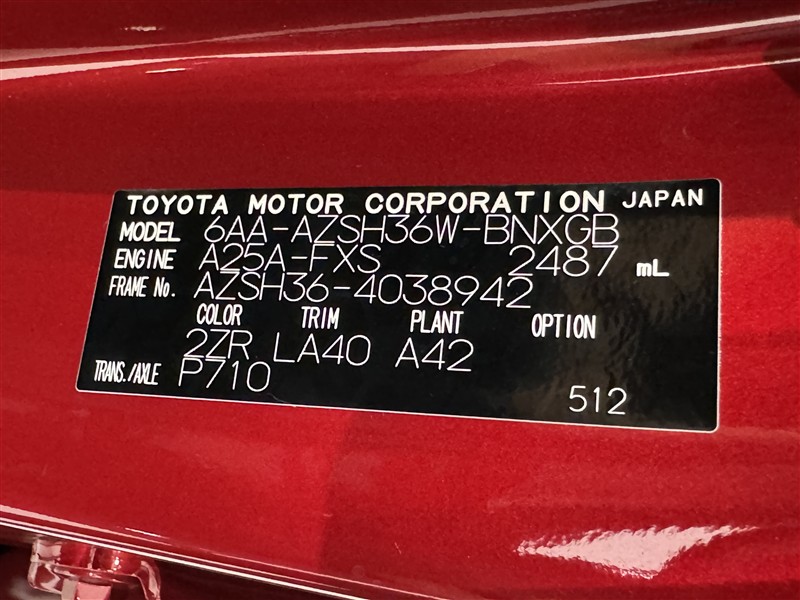 TOYOTA MOTOR CORPORATION JAPAN
MODEL 6AA-AZSH36W-BNXGB
ENGINE A25A-FXS 2487 mL
FRAME No. AZSH36-4038942
COLOR TRIM PLANT OPTION
2ZR LA40 A42
TRANS./AXLE P710
512